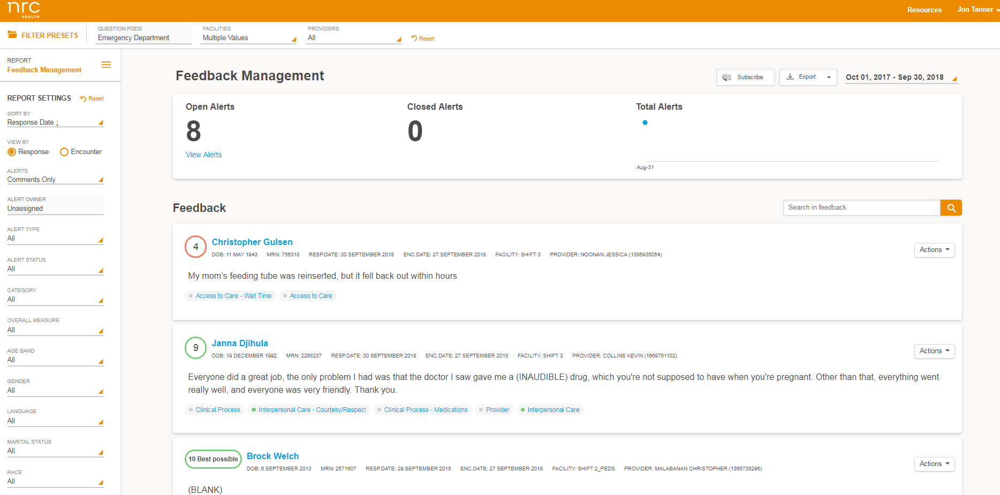 nrc
HEALTH
Resources
Jon Tanner
FILTER PRESETS
QUESTION PODS
Emergency Department
FACILITIES
Multiple Values
PROVIDERS
All
Reset
REPORT
Feedback Management
REPORT SETTINGS
Reset
SORT BY
Response Date ↓
VIEW BY
Response
Encounter
ALERTS
Comments Only
ALERT OWNER
Unassigned
ALERT TYPE
All
ALERT STATUS
All
CATEGORY
All
OVERALL MEASURE
All
AGE BAND
All
GENDER
All
LANGUAGE
All
MARITAL STATUS
All
RACE
All
Feedback Management
Subscribe
Export
Oct 01, 2017 - Sep 30, 2018
Open Alerts
8
View Alerts
Closed Alerts
0
Total Alerts
Aug-31
Feedback
Search in feedback
4
Christopher Gulsen
DOB: 11 MAY 1943 MRN: 756318 RESP.DATE: 30 SEPTEMBER 2018 ENC.DATE: 27 SEPTEMBER 2018 FACILITY: SHIFT 3 PROVIDER: NOONAN JESSICA (1386935054)
Actions
My mom’s feeding tube was reinserted, but it fell back out within hours
Access to Care - Wait Time
Access to Care
9
Janna Djihula
DOB: 19 DECEMBER 1992 MRN: 2268237 RESP.DATE: 30 SEPTEMBER 2018 ENC.DATE: 27 SEPTEMBER 2018 FACILITY: SHIFT 3 PROVIDER: COLLINS KEVIN (1669761102)
Actions
Everyone did a great job, the only problem I had was that the doctor I saw gave me a (INAUDIBLE) drug, which you're not supposed to have when you're pregnant. Other than that, everything went
really well, and everyone was very friendly. Thank you.
Clinical Process
Interpersonal Care - Courtesy/Respect
Clinical Process - Medications
Provider
Interpersonal Care
10 Best possible
Brock Welch
DOB: 6 SEPTEMBER 2013 MRN: 2571607 RESP.DATE: 29 SEPTEMBER 2018 ENC.DATE: 27 SEPTEMBER 2018 FACILITY: SHIFT 2_PEDS PROVIDER: MALABANAN CHRISTOPHER (1366738296)
Actions
(BLANK)